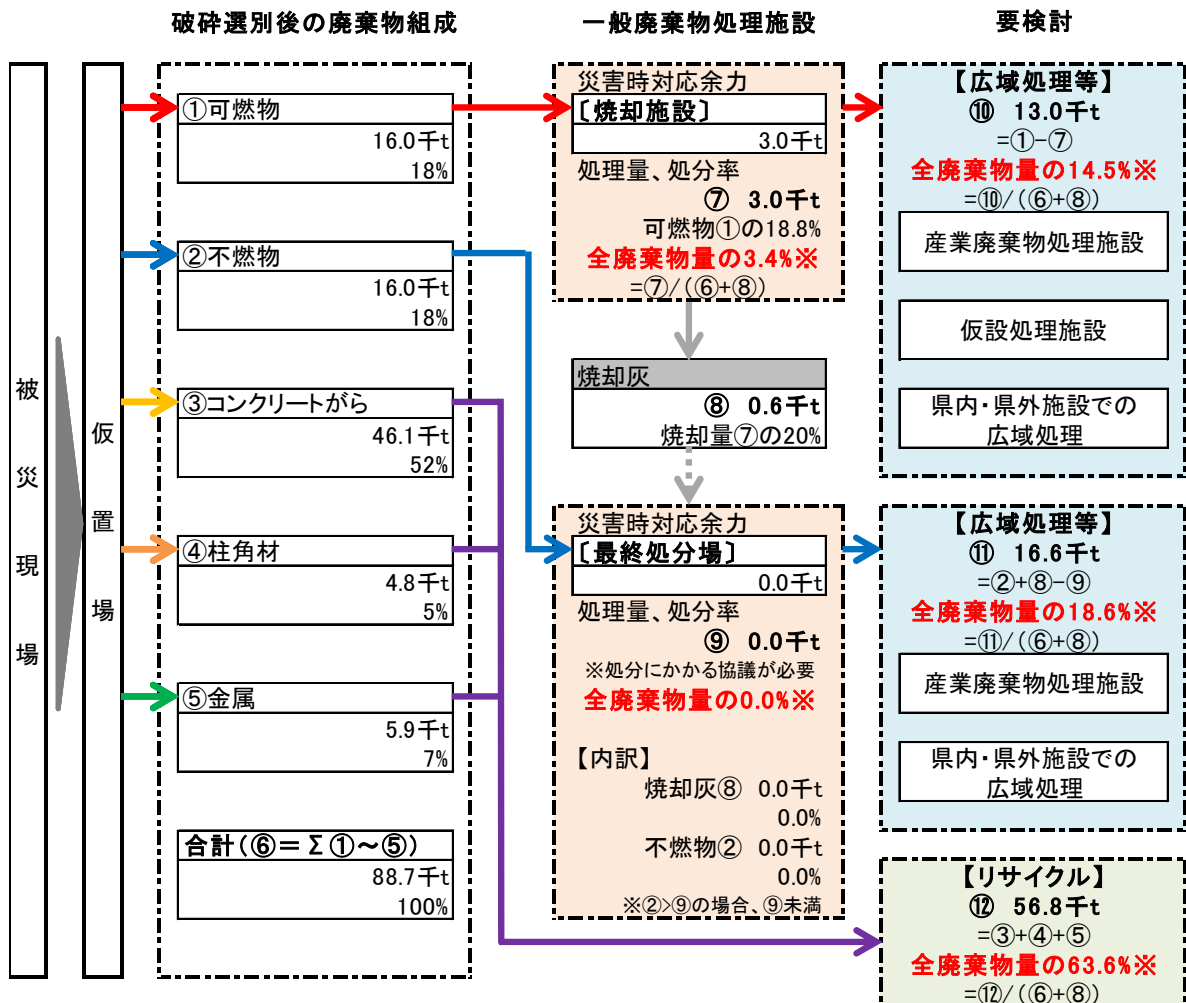 破砕選別後の廃棄物組成
一般廃棄物処理施設
要検討
被災現場
仮置場
①可燃物
16.0千t
18%
②不燃物
16.0千t
18%
③コンクリートがら
46.1千t
52%
④柱角材
4.8千t
5%
⑤金属
5.9千t
7%
合計(⑥=Σ①～⑤)
88.7千t
100%
災害時対応余力
〔焼却施設〕
3.0千t
処理量、処分率
⑦ 3.0千t
可燃物①の18.8%
全廃棄物量の3.4%※
=⑦/(⑥+⑧)
焼却灰
⑧ 0.6千t
焼却量⑦の20%
災害時対応余力
〔最終処分場〕
0.0千t
処理量、処分率
⑨ 0.0千t
※処分にかかる協議が必要
全廃棄物量の0.0%※
【内訳】
焼却灰⑧ 0.0千t
0.0%
不燃物② 0.0千t
0.0%
※②>⑨の場合、⑨未満
【広域処理等】
⑩ 13.0千t
=①-⑦
全廃棄物量の14.5%※
=⑩/(⑥+⑧)
産業廃棄物処理施設
仮設処理施設
県内・県外施設での
広域処理
【広域処理等】
⑪ 16.6千t
=②+⑧-⑨
全廃棄物量の18.6%※
=⑪/(⑥+⑧)
産業廃棄物処理施設
県内・県外施設での
広域処理
【リサイクル】
⑫ 56.8千t
=③+④+⑤
全廃棄物量の63.6%※
=⑫/(⑥+⑧)